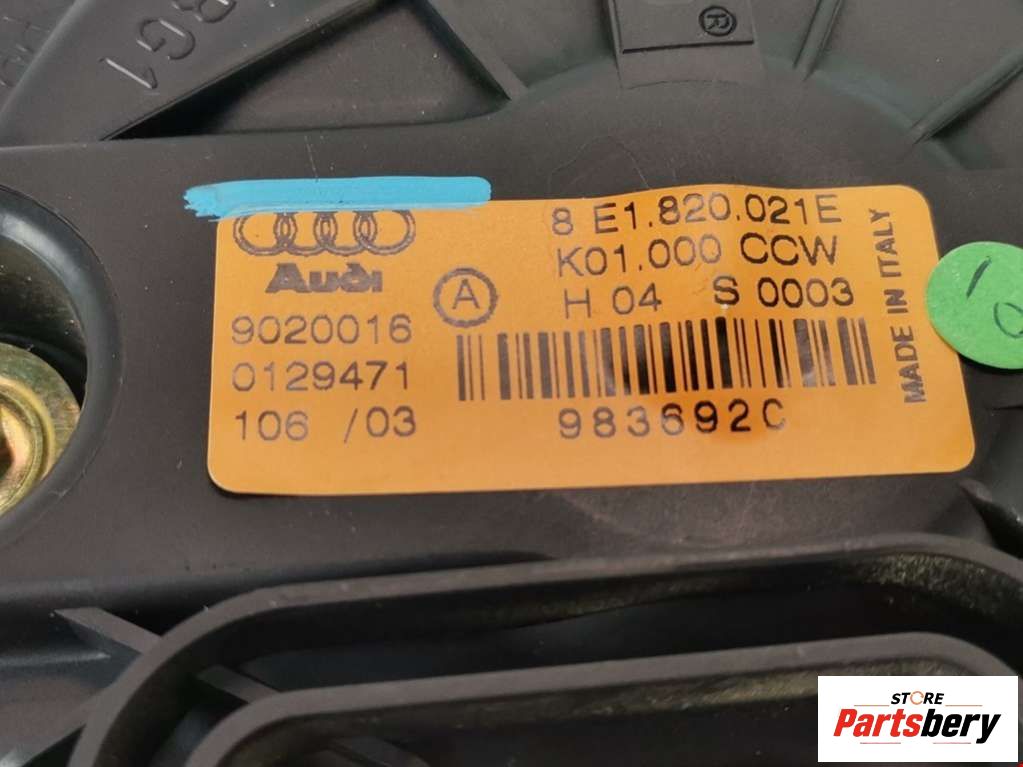 RG1
®
8 E1.820.021E
K01.000 CCW
Audi
A
H 04 S 0003
9020016
0129471
106 /03
983692C
MADE IN ITALY
STORE
Partsbery